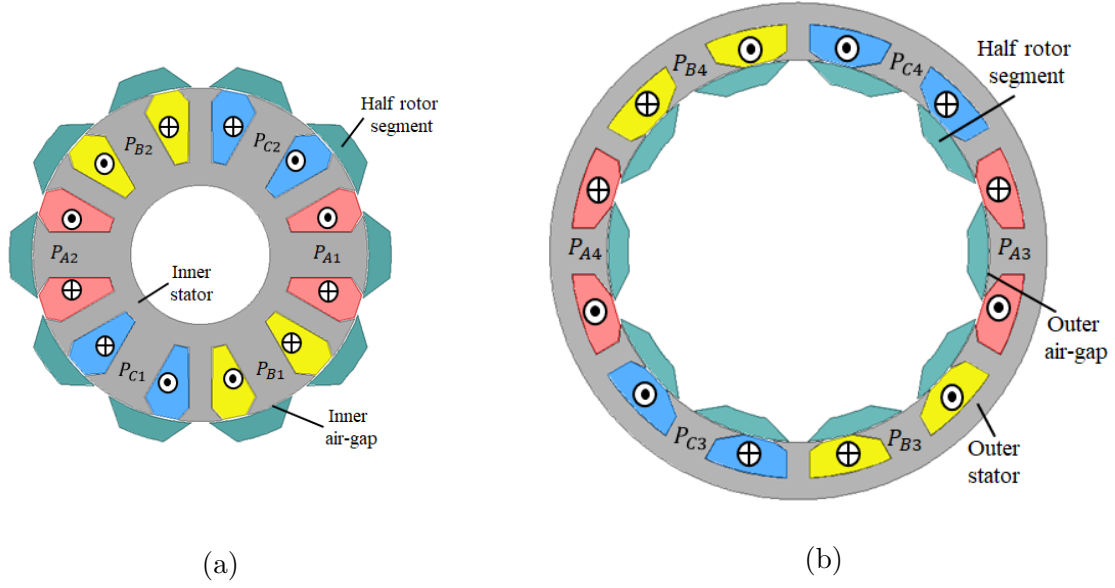 Half rotor
segment
P_{B2}
P_{C2}
P_{A2}
P_{A1}
Inner
stator
P_{C1}
P_{B1}
Inner
air-gap
(a)
Half rotor
segment
P_{B4}
P_{C4}
P_{A4}
P_{A3}
Outer
air-gap
P_{C3}
P_{B3}
Outer
stator
(b)